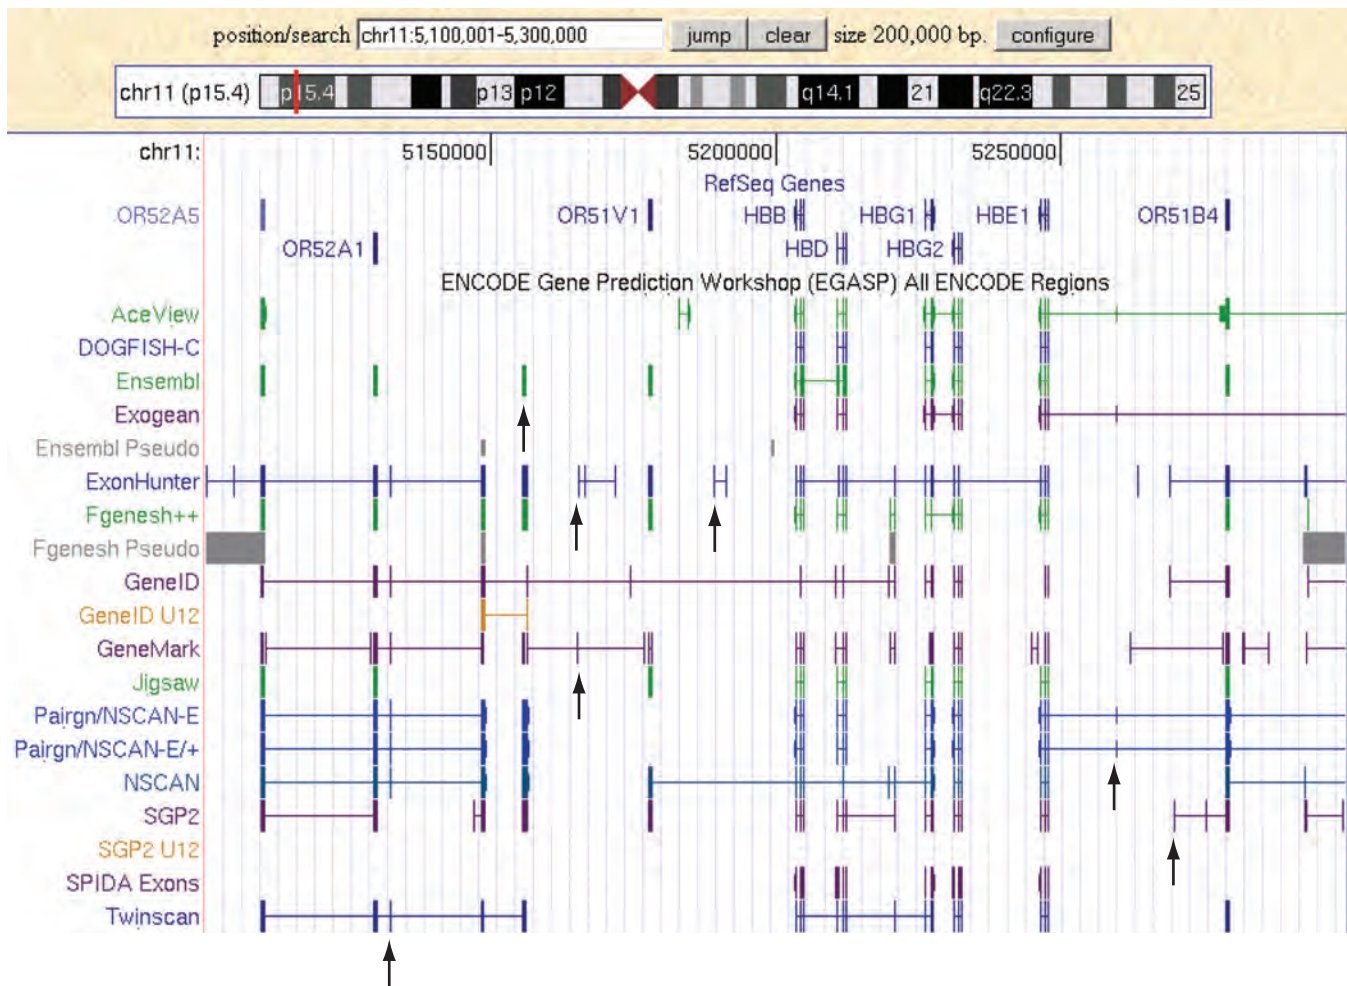 position/search chr11:5,100,001-5,300,000 jump clear size 200,000 bp. configure
chr11 (p15.4) p15.4 p13 p12 q14.1 21 q22.3 25
chr11: 5150000 5200000 5250000
RefSeq Genes
OR52A5 OR51V1 HBB HBG1 HBE1 OR51B4
OR52A1 HBD HBG2
ENCODE Gene Prediction Workshop (EGASP) All ENCODE Regions
AceView
DOGFISH-C
Ensembl
Exogean
Ensembl Pseudo
ExonHunter
Fgenesh++
Fgenesh Pseudo
GeneID
GeneID U12
GeneMark
Jigsaw
Pairgn/NSCAN-E
Pairgn/NSCAN-E/+
NSCAN
SGP2
SGP2 U12
SPIDA Exons
Twinscan